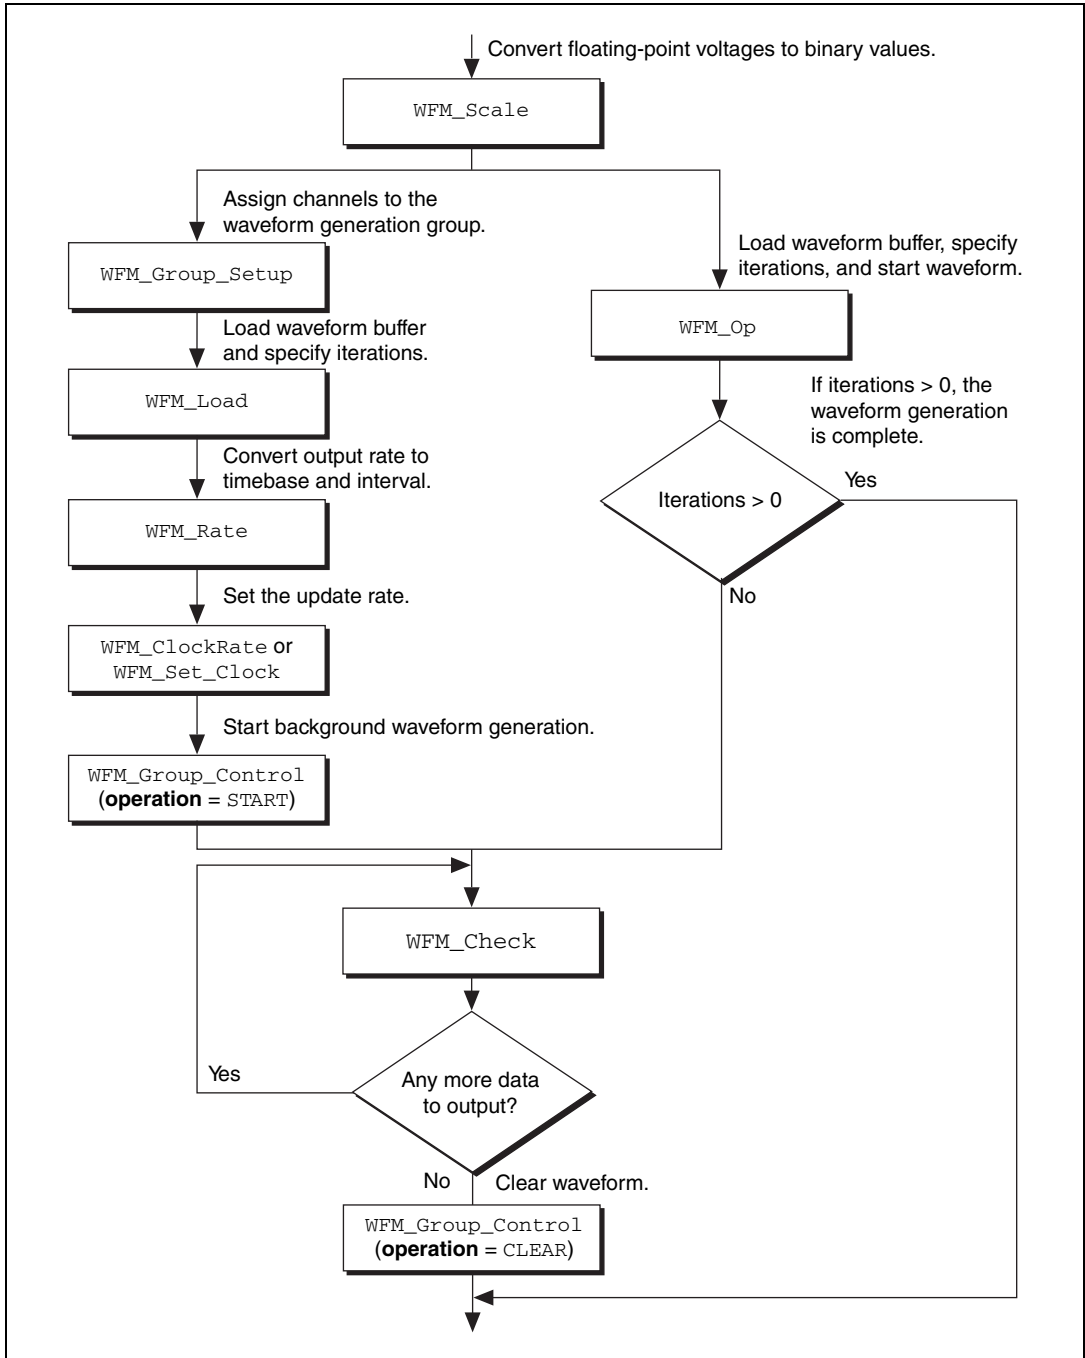 Convert floating-point voltages to binary values.
WFM_Scale
Assign channels to the
waveform generation group.
WFM_Group_Setup
Load waveform buffer
and specify iterations.
WFM_Load
Convert output rate to
timebase and interval.
WFM_Rate
Set the update rate.
WFM_ClockRate or
WFM_Set_Clock
Start background waveform generation.
WFM_Group_Control
(operation = START)
Load waveform buffer, specify
iterations, and start waveform.
WFM_Op
If iterations > 0, the
waveform generation
is complete.
Iterations > 0
Yes
No
WFM_Check
Any more data
to output?
Yes
No
Clear waveform.
WFM_Group_Control
(operation = CLEAR)